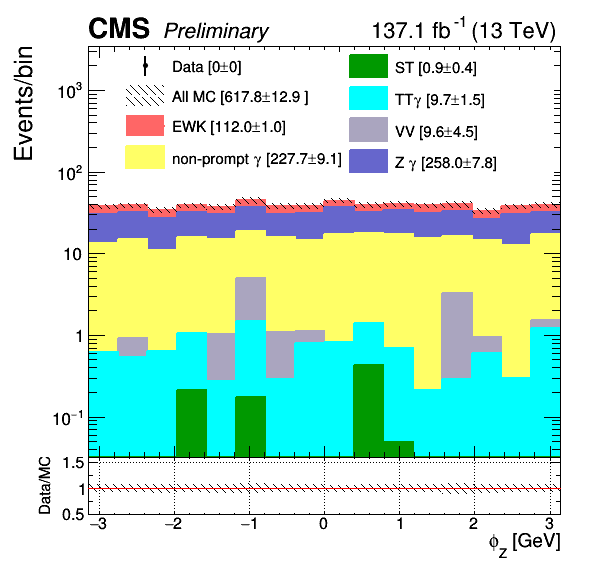 CMS Preliminary 137.1 fb⁻¹ (13 TeV)
Events/bin
Data [0±0]
All MC [617.8±12.9 ]
EWK [112.0±1.0]
non-prompt γ [227.7±9.1]
ST [0.9±0.4]
TTγ [9.7±1.5]
VV [9.6±4.5]
Z γ [258.0±7.8]
10³
10²
10
1
10⁻¹
Data/MC
1.5
1
0.5
−3 −2 −1 0 1 2 3
ϕ_Z [GeV]